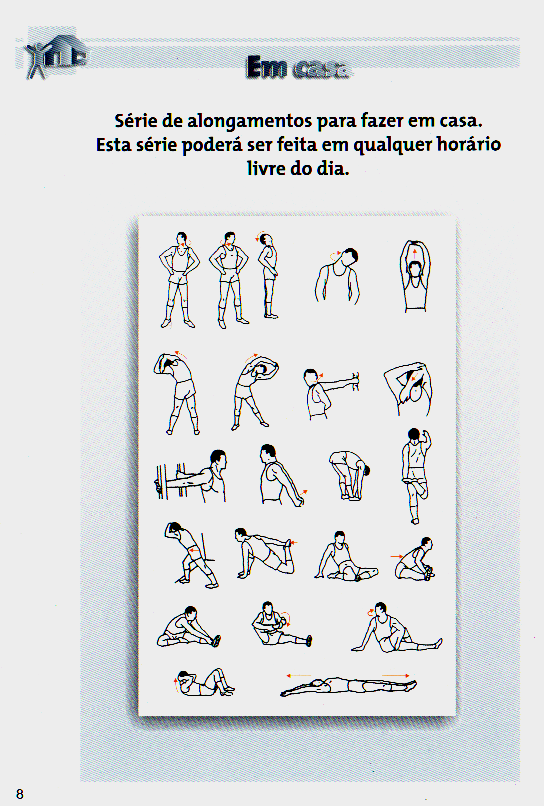 Em casa
Série de alongamentos para fazer em casa.
Esta série poderá ser feita em qualquer horário
livre do dia.
8